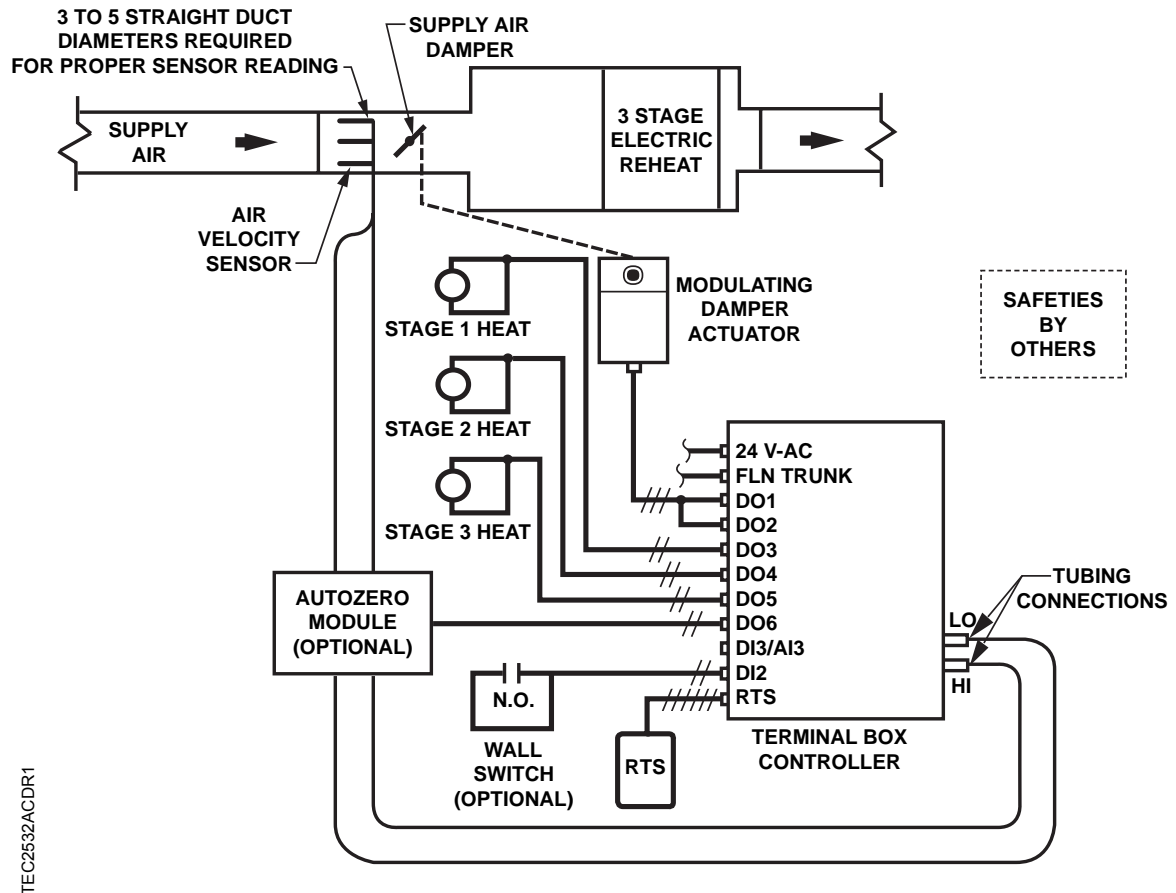 3 TO 5 STRAIGHT DUCT
DIAMETERS REQUIRED
FOR PROPER SENSOR READING
SUPPLY AIR
DAMPER
SUPPLY
AIR
3 STAGE
ELECTRIC
REHEAT
AIR
VELOCITY
SENSOR
STAGE 1 HEAT
MODULATING
DAMPER
ACTUATOR
SAFETIES
BY
OTHERS
STAGE 2 HEAT
STAGE 3 HEAT
24 V-AC
FLN TRUNK
DO1
DO2
DO3
DO4
DO5
DO6
DI3/AI3
DI2
RTS
AUTOZERO
MODULE
(OPTIONAL)
TUBING
CONNECTIONS
LO
HI
N.O.
WALL
SWITCH
(OPTIONAL)
RTS
TERMINAL BOX
CONTROLLER
TEC2532ACDR1